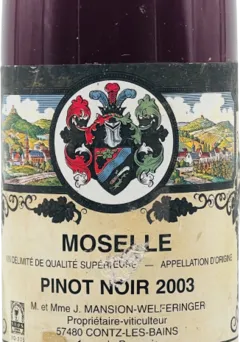 MOSELLE
VIN DÉLIMITÉ DE QUALITÉ SUPÉRIEURE — APPELLATION D'ORIGINE
PINOT NOIR 2003
M. et Mme J. MANSION-WELFERINGER
Propriétaire-viticulteur
57480 CONTZ-LES-BAINS